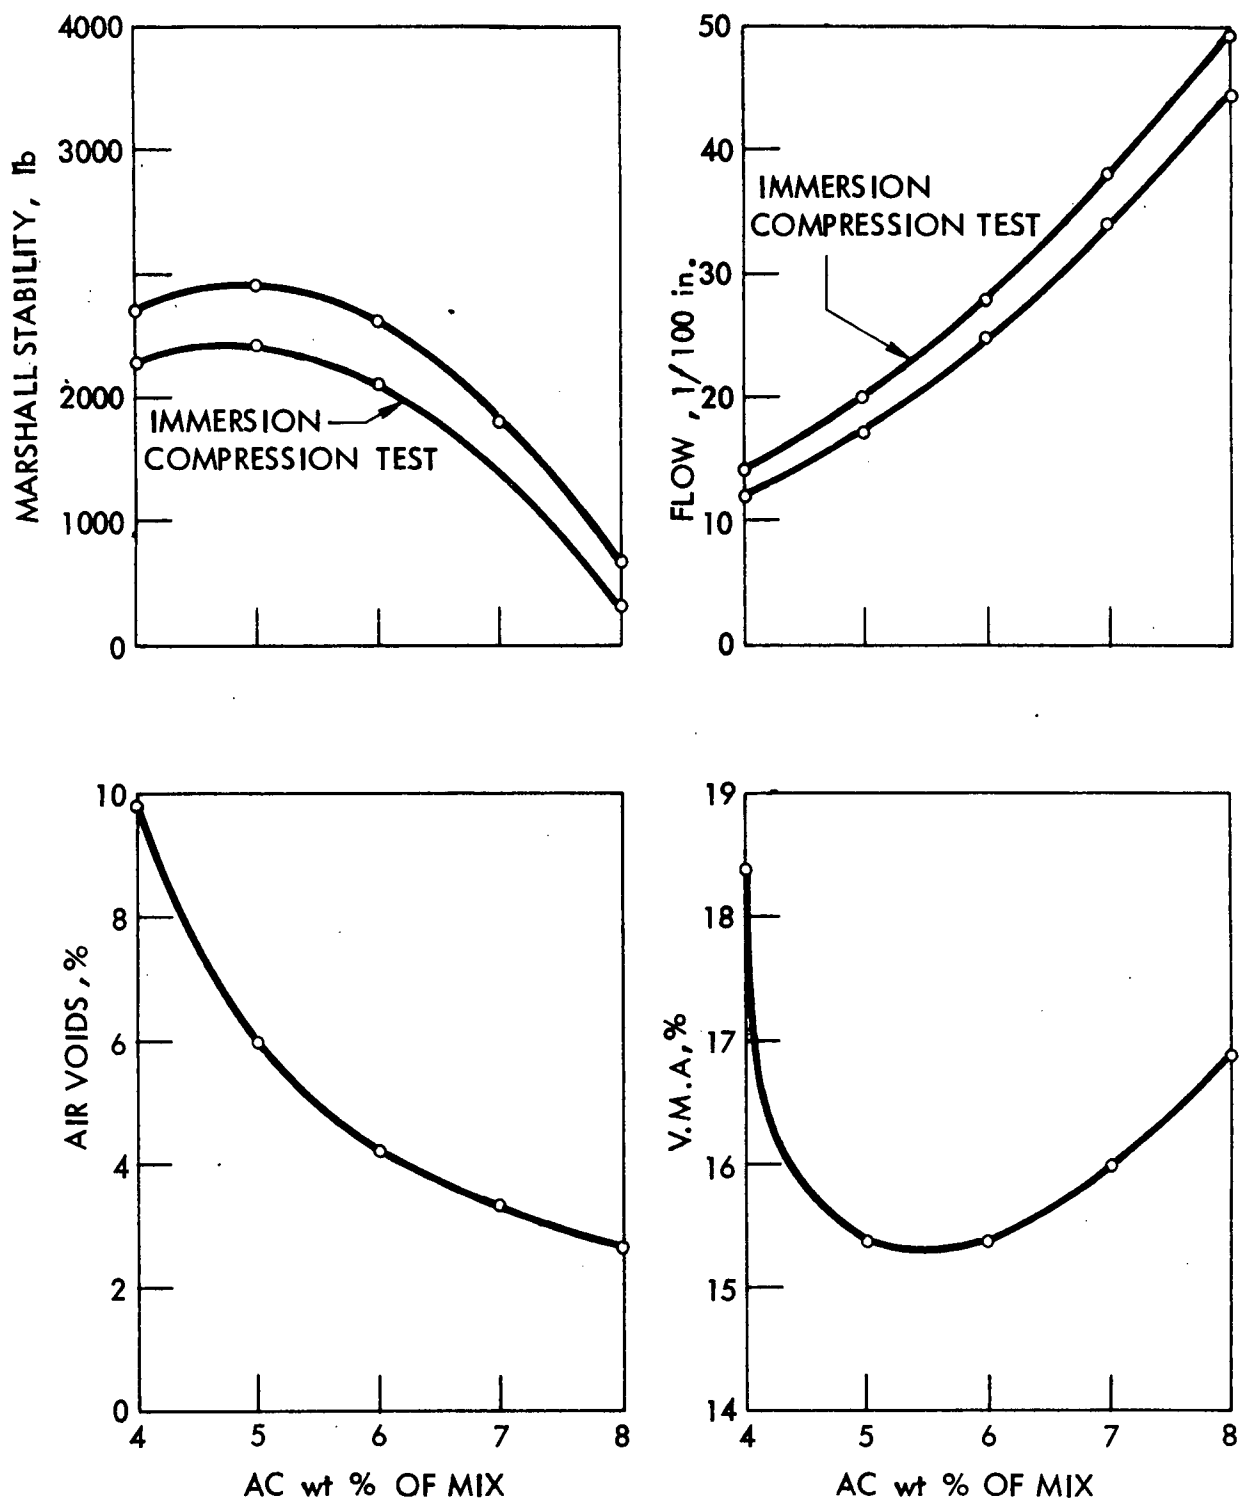 4000
3000
2000
1000
0
MARSHALL STABILITY, lb
IMMERSION
COMPRESSION TEST
50
40
30
20
10
0
FLOW, 1/100 in.
IMMERSION
COMPRESSION TEST
10
8
6
4
2
0
AIR VOIDS, %
4 5 6 7 8
AC wt % OF MIX
19
18
17
16
15
14
V.M.A, %
4 5 6 7 8
AC wt % OF MIX